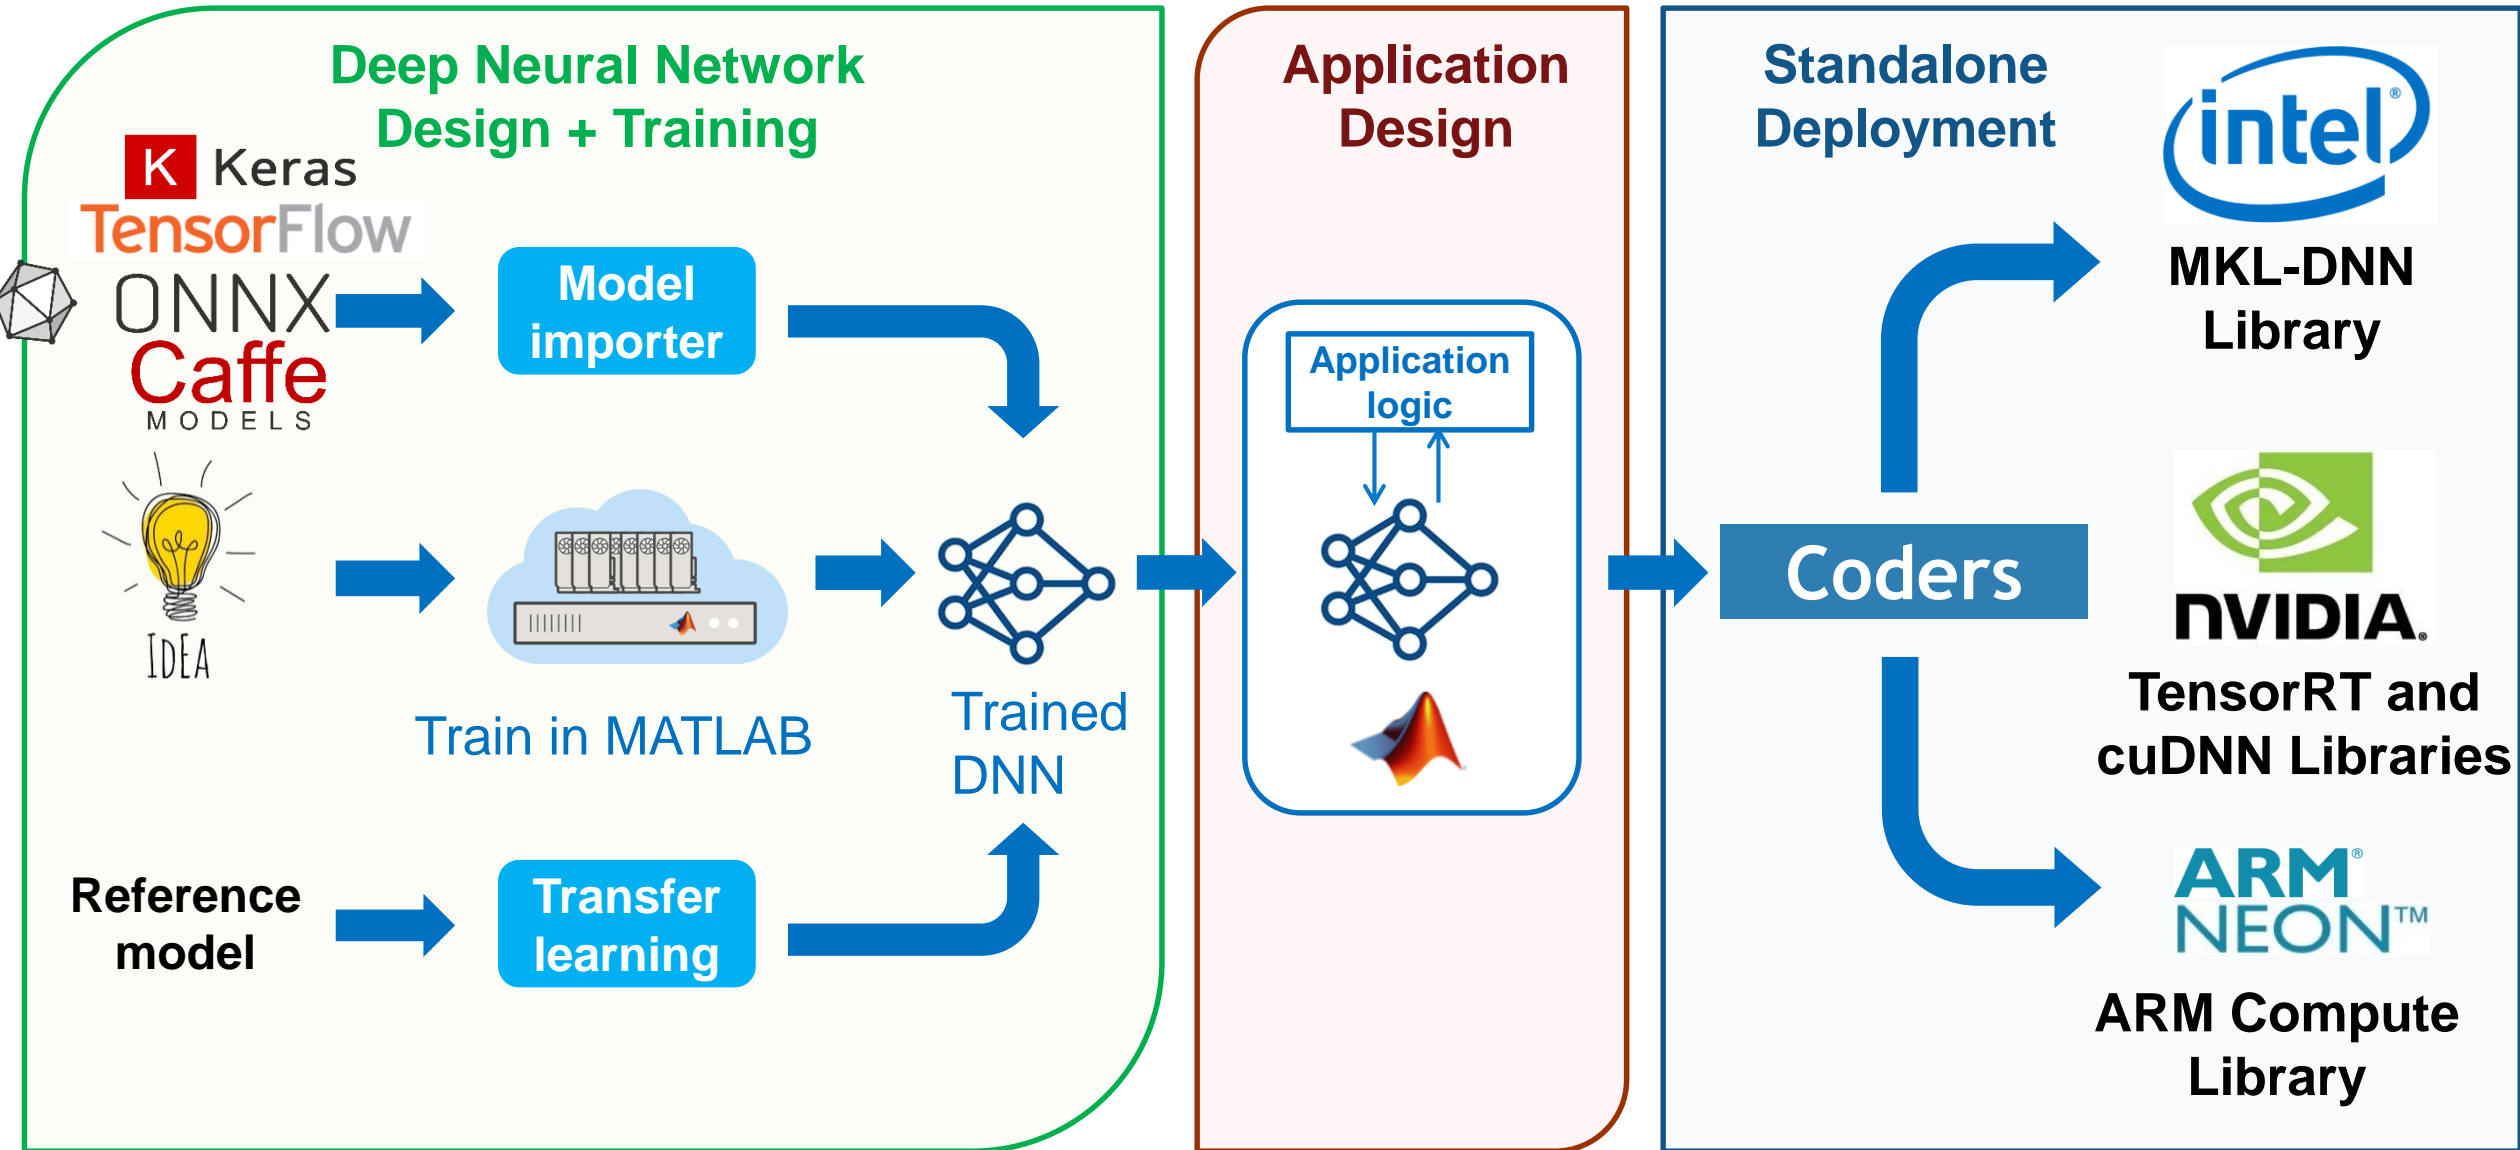 Deep Neural Network
Design + Training
K Keras
TensorFlow
ONNX
Caffe
MODELS
Model
importer
IDEA
Train in MATLAB
Trained
DNN
Reference
model
Transfer
learning
Application
Design
Application
logic
Standalone
Deployment
Coders
intel®
MKL-DNN
Library
nVIDIA®
TensorRT and
cuDNN Libraries
ARM®
NEON™
ARM Compute
Library